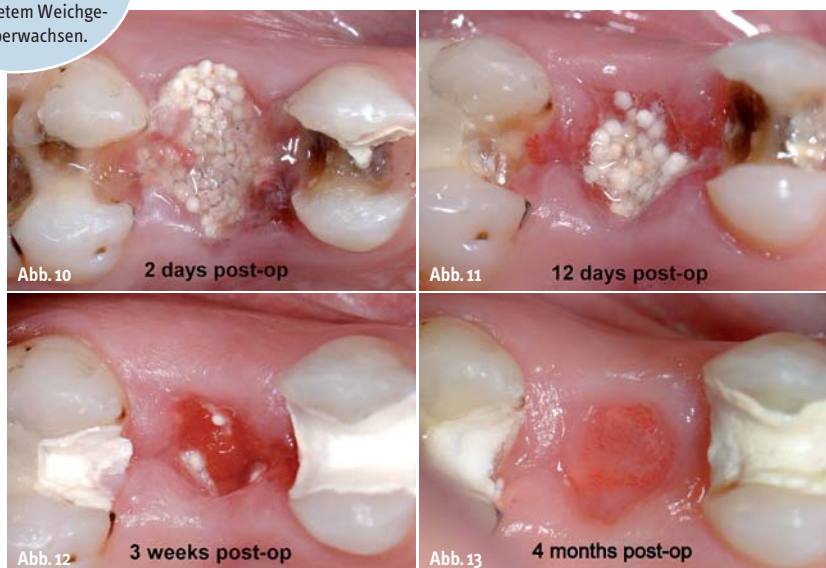 etem Weichge-
erwachsen.
Abb. 10
2 days post-op
Abb. 11
12 days post-op
Abb. 12
3 weeks post-op
Abb. 13
4 months post-op